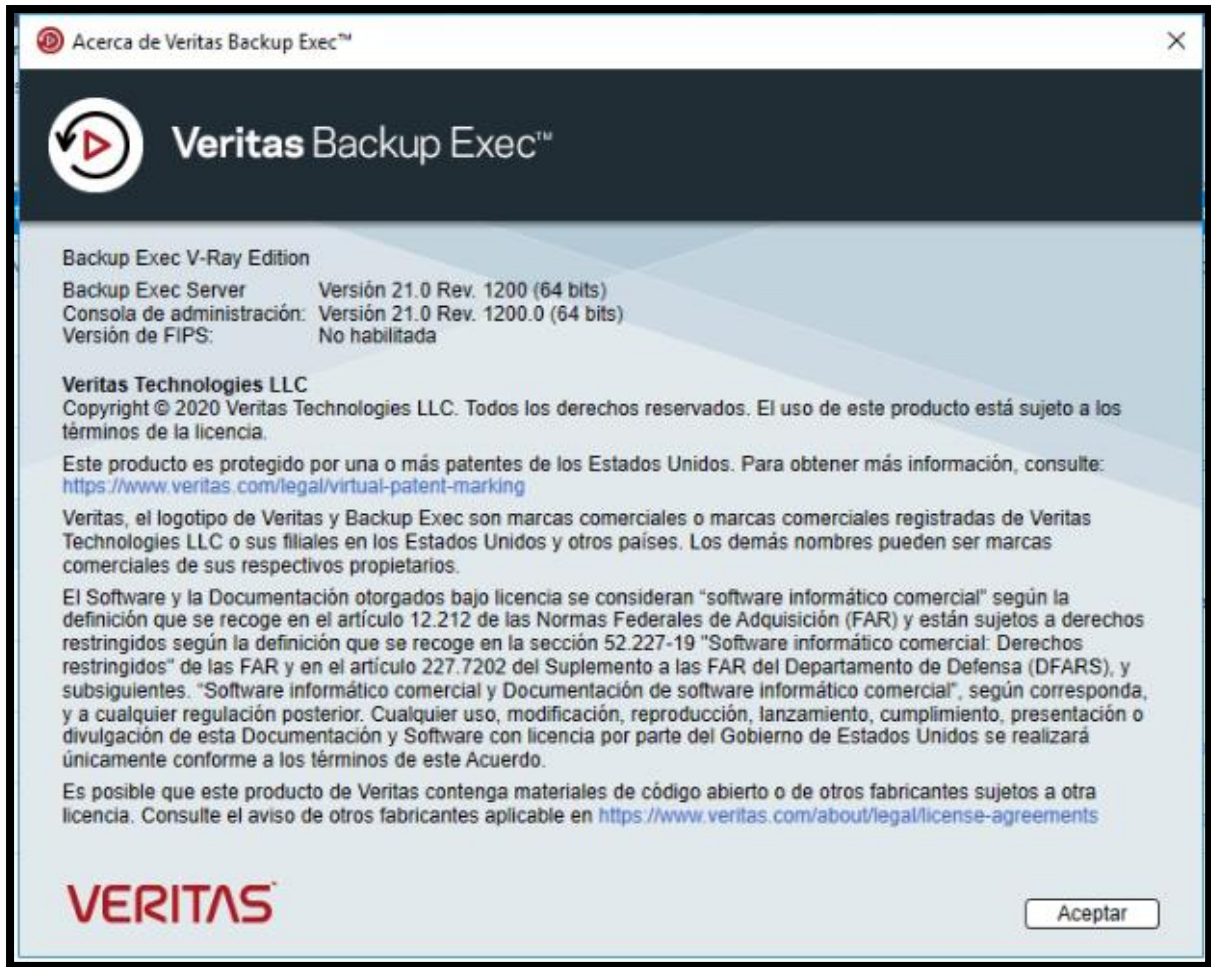 Acerca de Veritas Backup Exec™
Veritas Backup Exec™
Backup Exec V-Ray Edition
Backup Exec Server Versión 21.0 Rev. 1200 (64 bits)
Consola de administración: Versión 21.0 Rev. 1200.0 (64 bits)
Versión de FIPS: No habilitada
Veritas Technologies LLC
Copyright © 2020 Veritas Technologies LLC. Todos los derechos reservados. El uso de este producto está sujeto a los
términos de la licencia.
Este producto es protegido por una o más patentes de los Estados Unidos. Para obtener más información, consulte:
https://www.veritas.com/legal/virtual-patent-marking
Veritas, el logotipo de Veritas y Backup Exec son marcas comerciales o marcas comerciales registradas de Veritas
Technologies LLC o sus filiales en los Estados Unidos y otros países. Los demás nombres pueden ser marcas
comerciales de sus respectivos propietarios.
El Software y la Documentación otorgados bajo licencia se consideran “software informático comercial” según la
definición que se recoge en el artículo 12.212 de las Normas Federales de Adquisición (FAR) y están sujetos a derechos
restringidos según la definición que se recoge en la sección 52.227-19 "Software informático comercial: Derechos
restringidos" de las FAR y en el artículo 227.7202 del Suplemento a las FAR del Departamento de Defensa (DFARS), y
subsiguientes. “Software informático comercial y Documentación de software informático comercial”, según corresponda,
y a cualquier regulación posterior. Cualquier uso, modificación, reproducción, lanzamiento, cumplimiento, presentación o
divulgación de esta Documentación y Software con licencia por parte del Gobierno de Estados Unidos se realizará
únicamente conforme a los términos de este Acuerdo.
Es posible que este producto de Veritas contenga materiales de código abierto o de otros fabricantes sujetos a otra
licencia. Consulte el aviso de otros fabricantes aplicable en https://www.veritas.com/about/legal/license-agreements
VERITAS
Aceptar